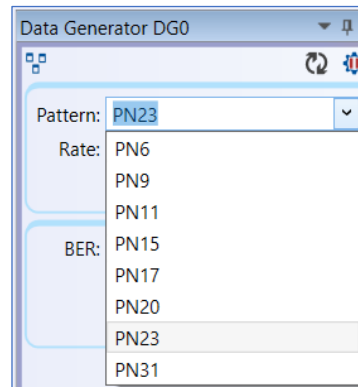 Data Generator DG0
Pattern: PN23
Rate: PN6
PN9
PN11
PN15
BER: PN17
PN20
PN23
PN31